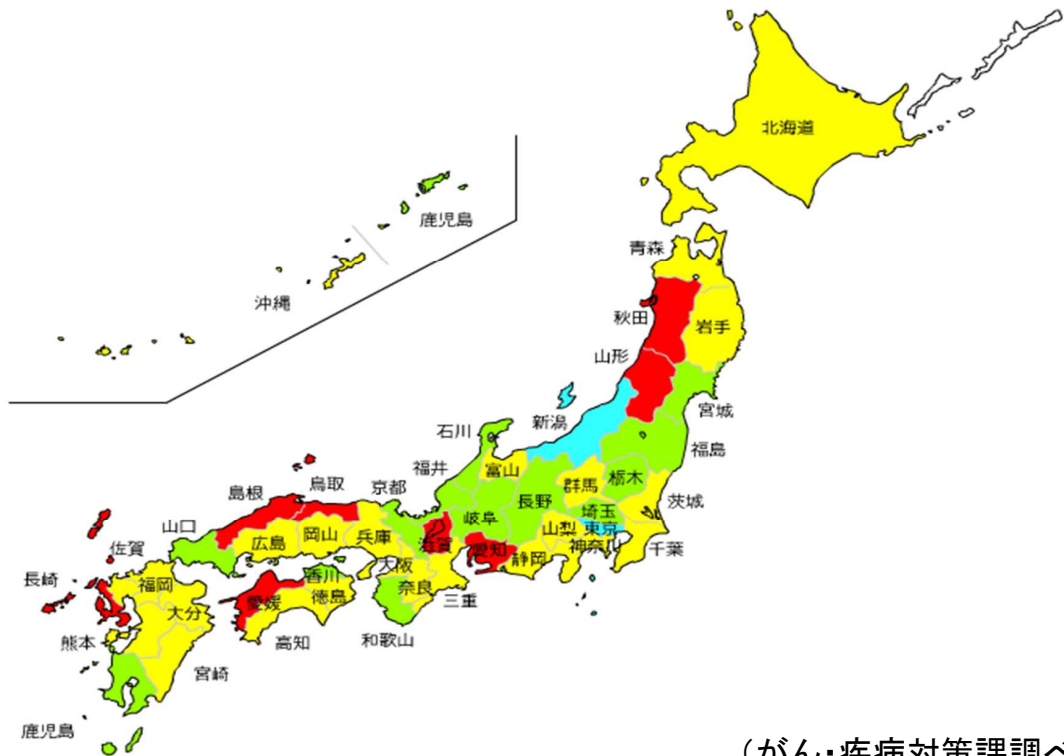 北海道
青森
鹿児島
沖縄
秋田
岩手
山形
宮城
新潟
石川
福島
福井
富山
群馬
栃木
鳥取
京都
長野
茨城
島根
岐阜
埼玉
山口
広島
岡山
兵庫
滋賀
愛知
山梨
東京
佐賀
静岡
神奈川
千葉
長崎
福岡
香川
大阪
大分
愛媛
徳島
奈良
三重
熊本
高知
和歌山
宮崎
鹿児島
（がん・疾病対策課調べ